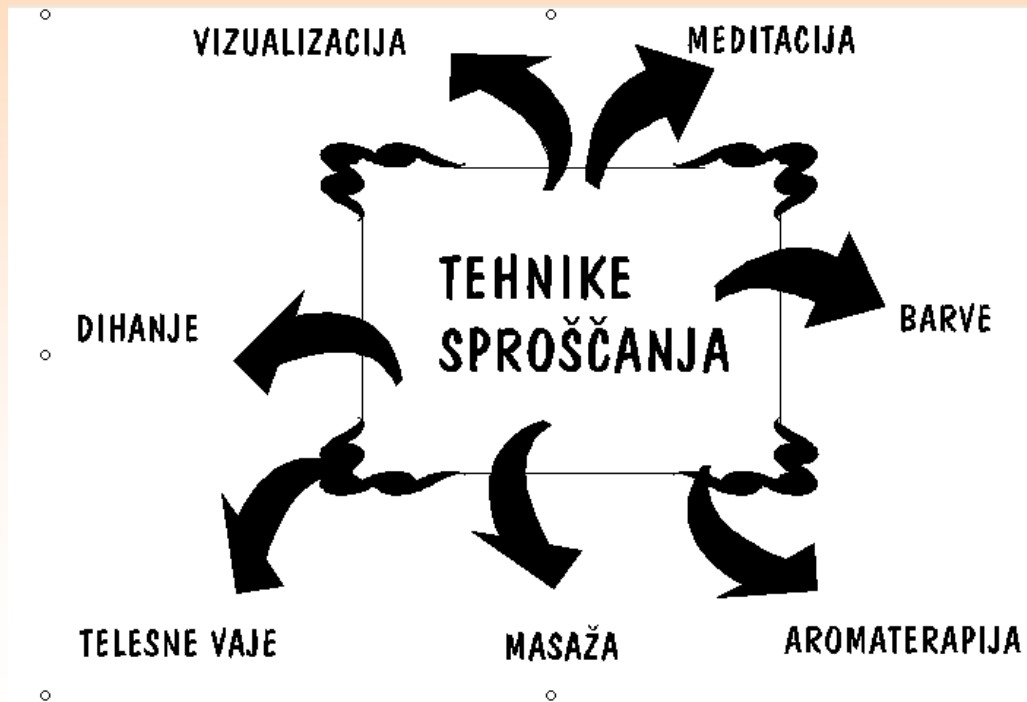 VIZUALIZACIJA
MEDITACIJA
TEHNIKE
SPROŠČANJA
DIHANJE
BARVE
TELESNE VAJE
MASAŽA
AROMATERAPIJA